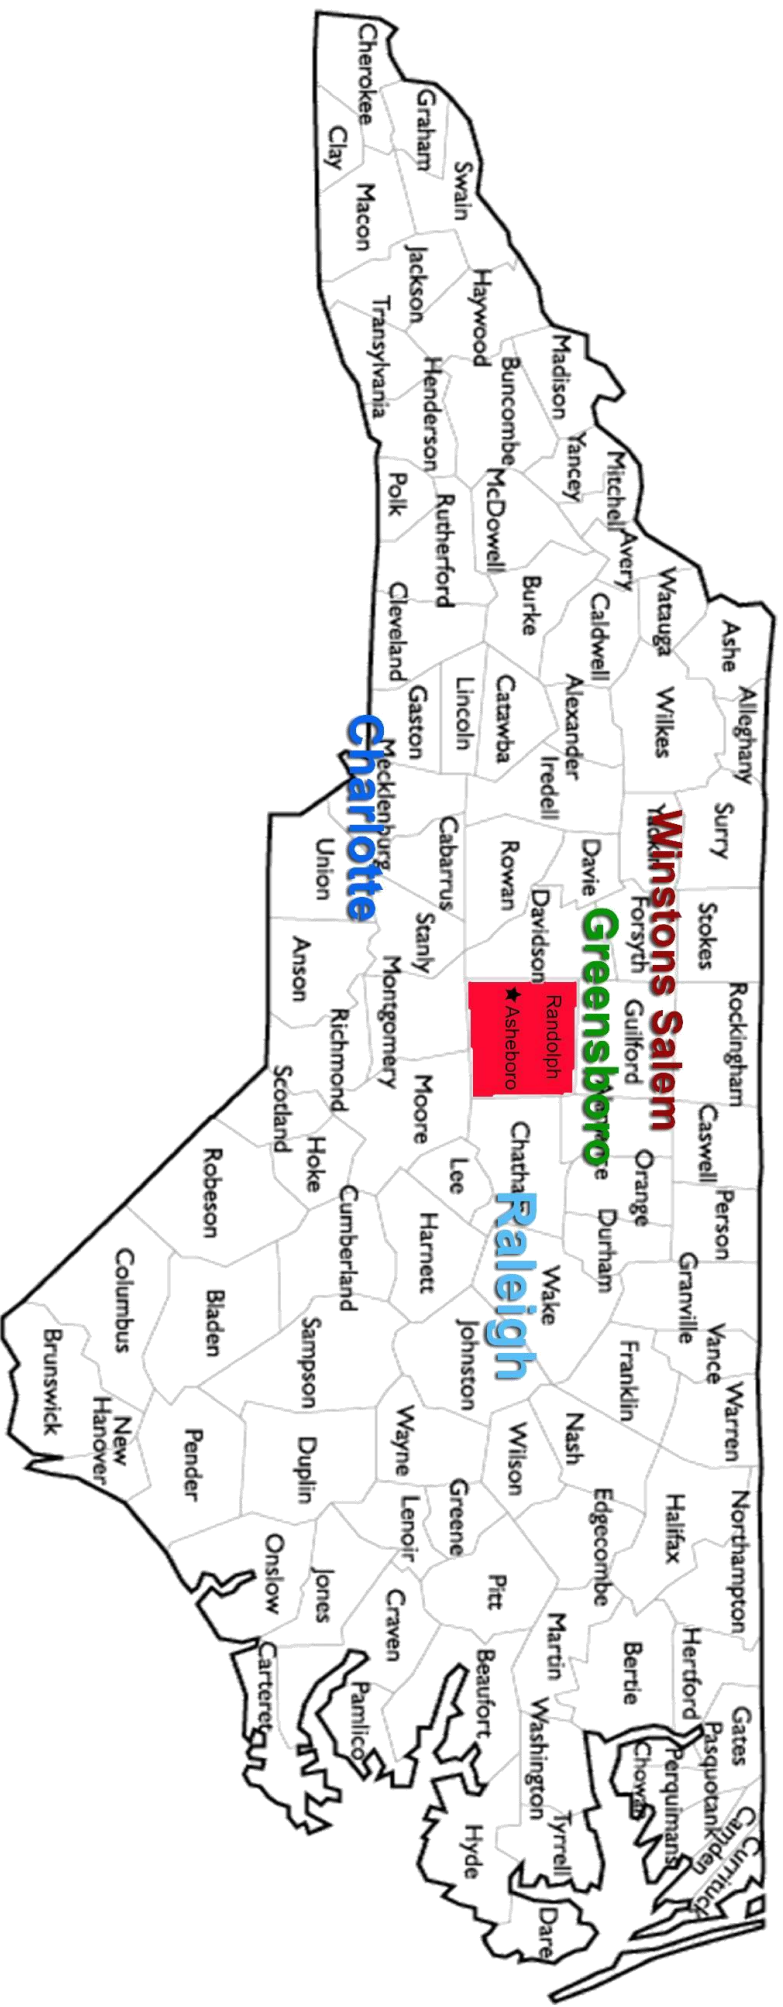 Alleghany
Ashe
Surry
Stokes
Rockingham
Caswell
Person
Granville
Vance
Warren
Northampton
Hertford
Gates
Pasquotank
Camden
Currituck
Watauga
Wilkes
Yadkin
Winstons Salem
Forsyth
Guilford
Orange
Durham
Franklin
Halifax
Bertie
Chowan
Perquimans
Mitchell
Avery
Caldwell
Alexander
Iredell
Davie
Greensboro
Nash
Edgecombe
Martin
Washington
Tyrrell
Dare
Madison
Yancey
McDowell
Burke
Catawba
Rowan
Davidson
Randolph
Asheboro
Chatha
Raleigh
Wake
Johnston
Wilson
Greene
Pitt
Beaufort
Hyde
Swain
Haywood
Buncombe
Rutherford
Lincoln
Cabarrus
Stanly
Montgomery
Moore
Lee
Harnett
Wayne
Lenoir
Craven
Pamlico
Graham
Cherokee
Clay
Macon
Jackson
Transylvania
Henderson
Polk
Cleveland
Gaston
Mecklenburg
Charlotte
Union
Anson
Richmond
Scotland
Hoke
Cumberland
Sampson
Duplin
Jones
Onslow
Carteret
Robeson
Bladen
Pender
Columbus
New
Hanover
Brunswick